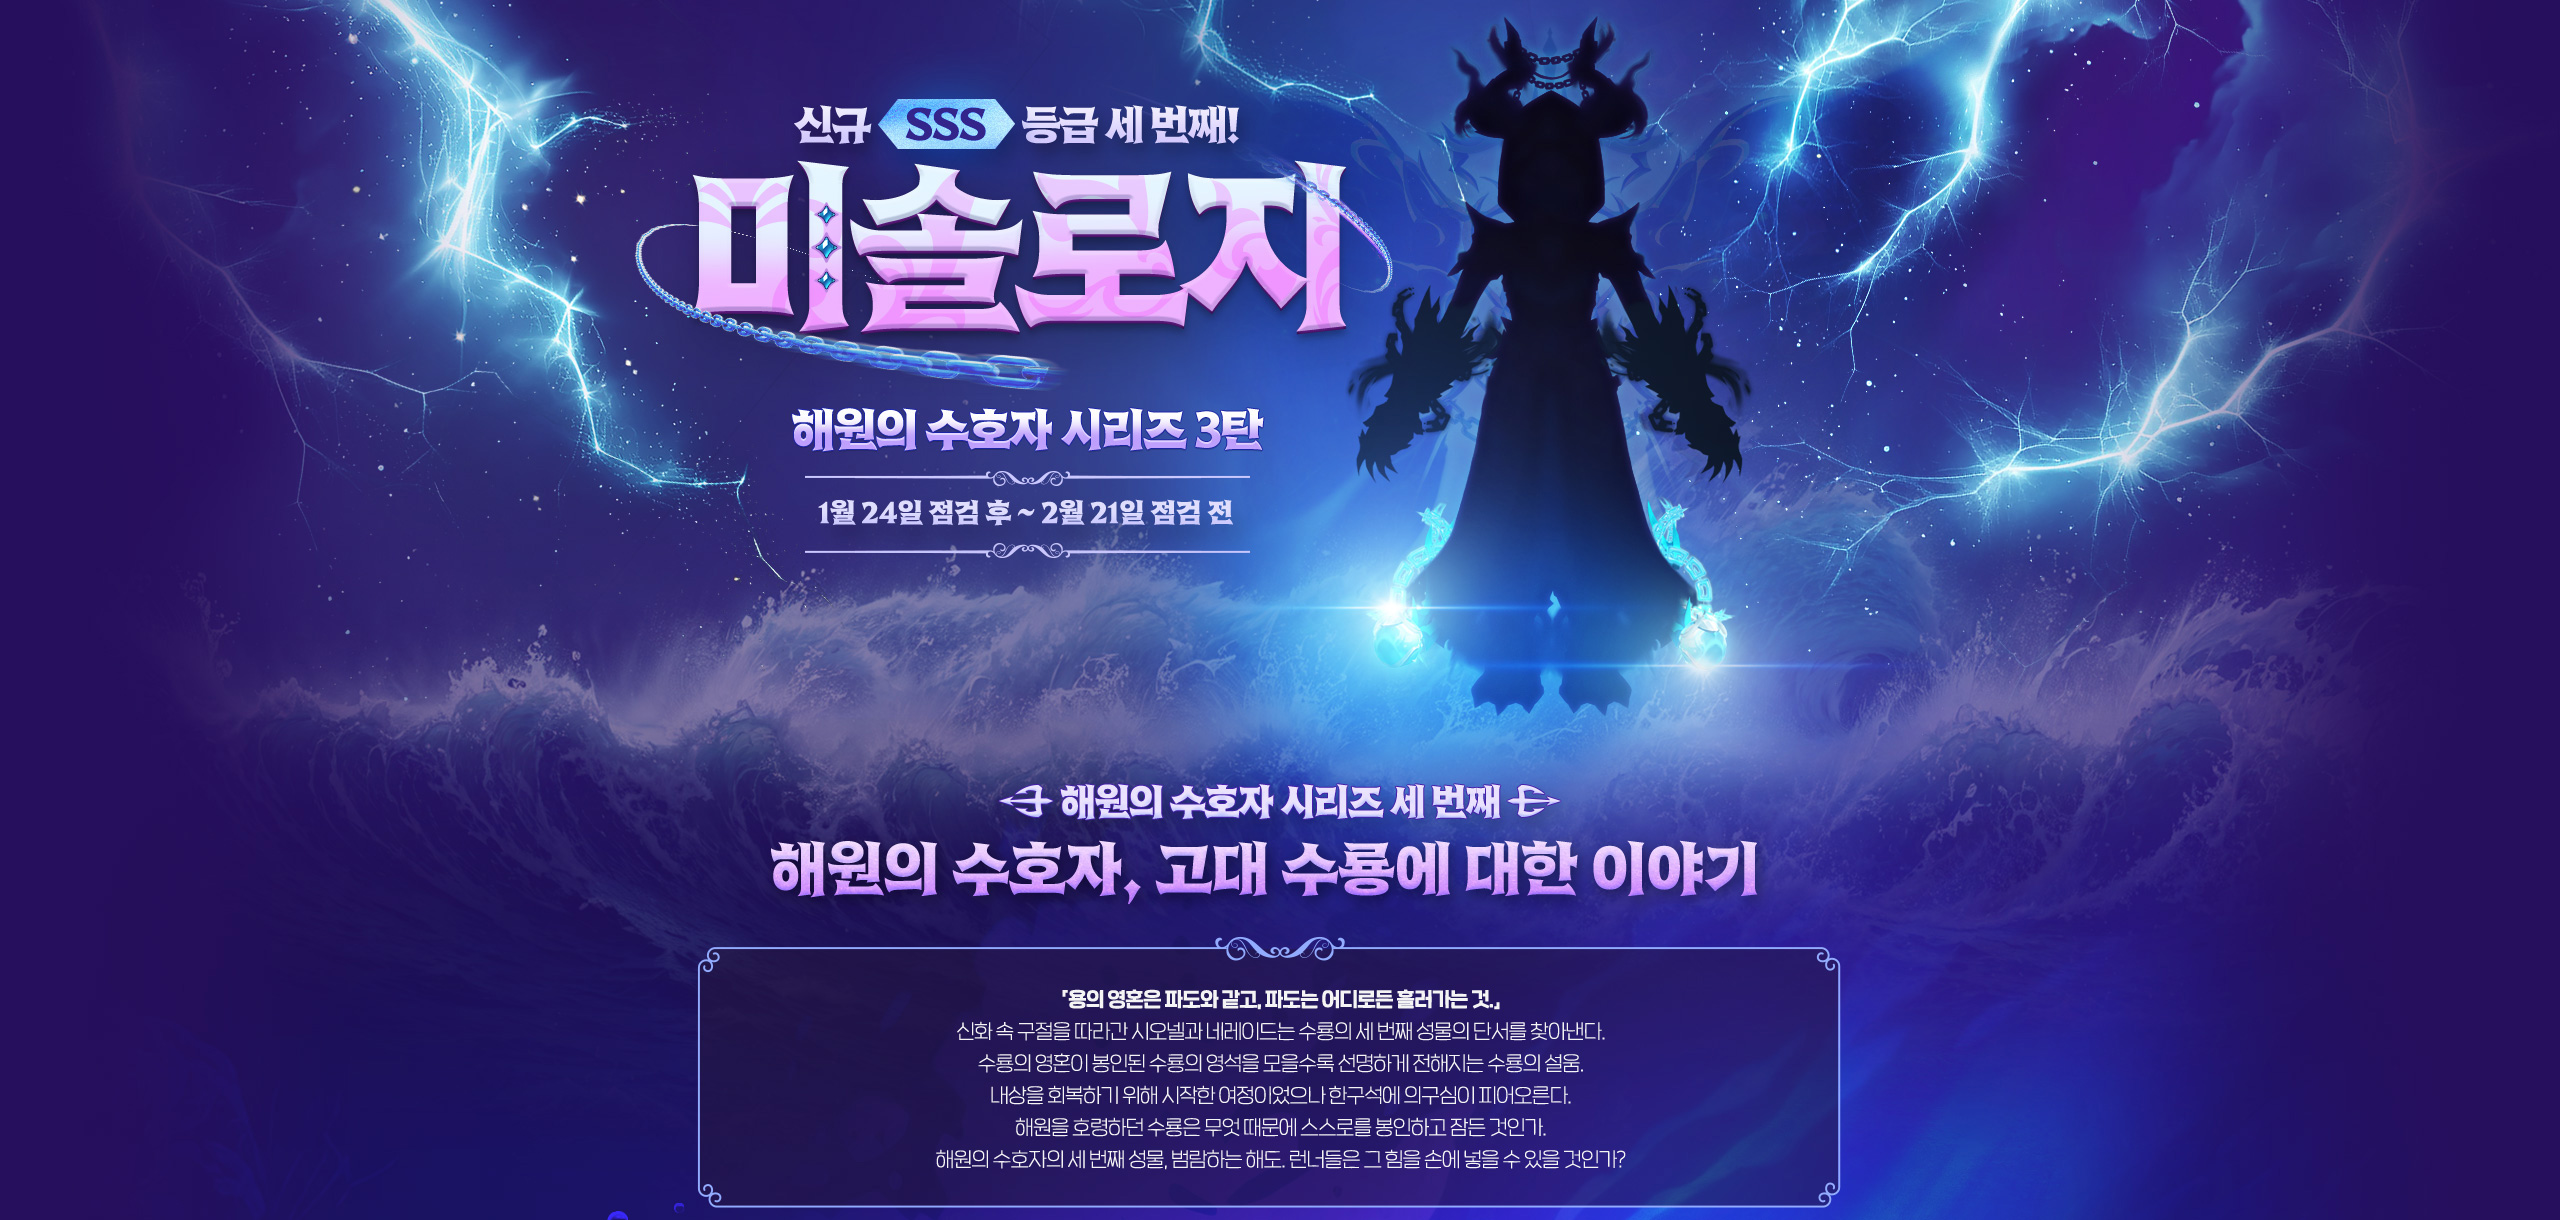 신규 SSS 등급 세 번째!
미솔로지
해원의 수호자 시리즈 3탄
1월 24일 점검 후 ~ 2월 21일 점검 전
해원의 수호자 시리즈 세 번째
해원의 수호자, 고대 수룡에 대한 이야기
『용의 영혼은 파도와 같고, 파도는 어디로든 흘러가는 것.』
신화 속 구절을 따라간 시오넬과 네레이드는 수룡의 세 번째 성물의 단서를 찾아낸다.
수룡의 영혼이 봉인된 수룡의 영석을 모을수록 선명하게 전해지는 수룡의 설움.
내상을 회복하기 위해 시작한 여정이었으나 한구석에 의구심이 피어오른다.
해원을 호령하던 수룡은 무엇 때문에 스스로를 봉인하고 잠든 것인가.
해원의 수호자의 세 번째 성물, 범람하는 해도. 런너들은 그 힘을 손에 넣을 수 있을 것인가?